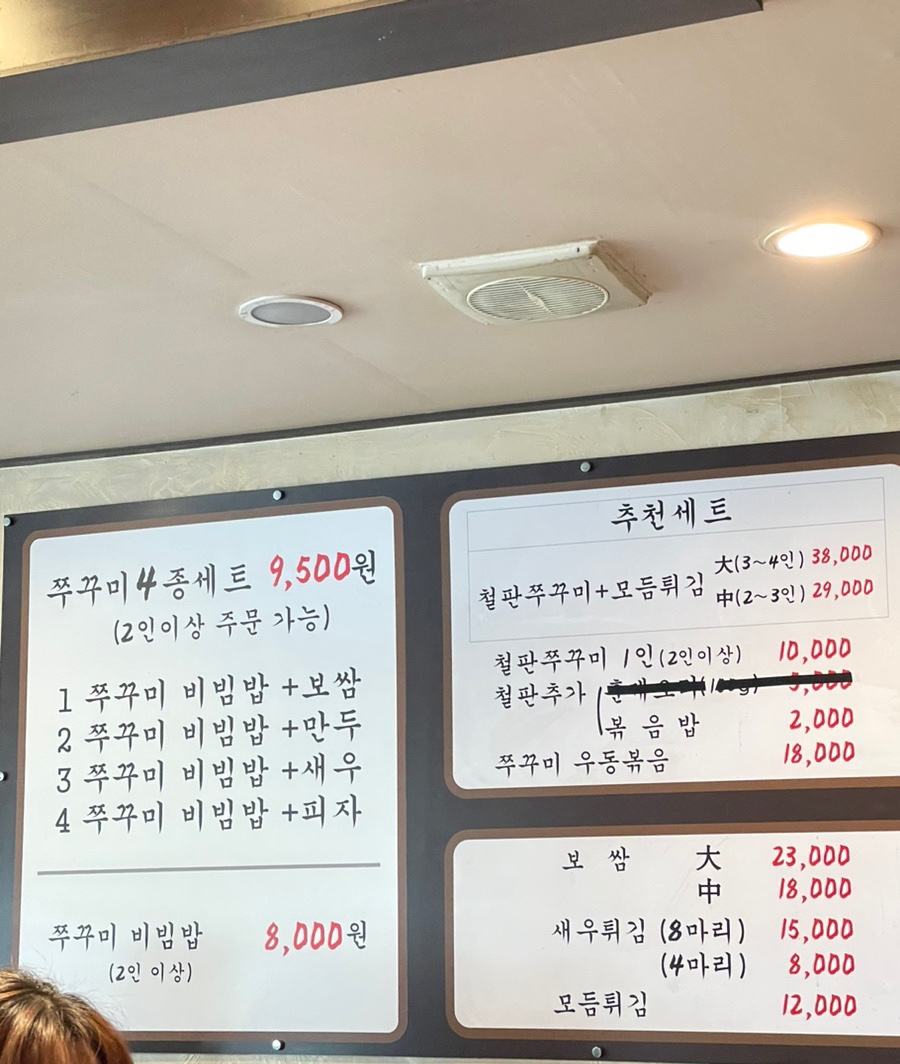 쭈꾸미4종세트 9,500원
(2인이상 주문 가능)
1 쭈꾸미 비빔밥 +보쌈
2 쭈꾸미 비빔밥 +만두
3 쭈꾸미 비빔밥 +새우
4 쭈꾸미 비빔밥 +피자
쭈꾸미 비빔밥 8,000원
(2인 이상)
추천세트
철판쭈꾸미+모듬튀김 大(3~4인) 38,000
中(2~3인) 29,000
철판쭈꾸미 1인(2인이상) 10,000
철판추가
볶음밥 2,000
쭈꾸미 우동볶음 18,000
보쌈 大 23,000
中 18,000
새우튀김 (8마리) 15,000
(4마리) 8,000
모듬튀김 12,000